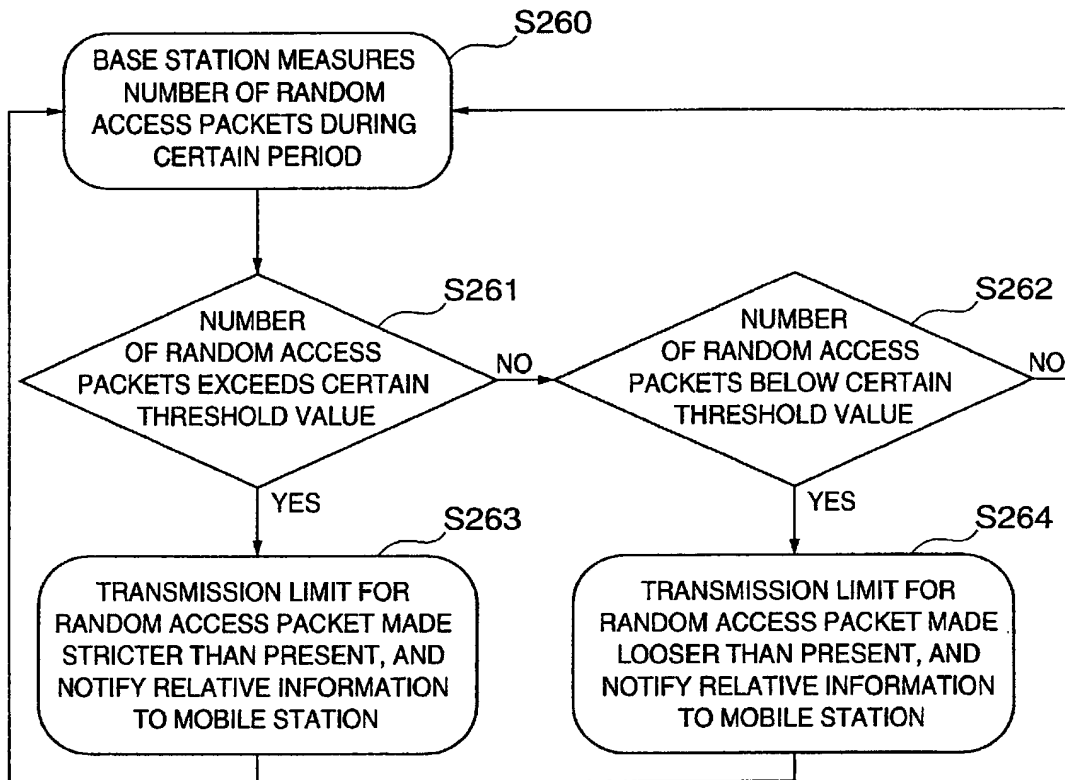 S260
BASE STATION MEASURES
NUMBER OF RANDOM
ACCESS PACKETS DURING
CERTAIN PERIOD
S261
NUMBER
OF RANDOM ACCESS
PACKETS EXCEEDS CERTAIN
THRESHOLD VALUE
NO
YES
S262
NUMBER
OF RANDOM ACCESS
PACKETS BELOW CERTAIN
THRESHOLD VALUE
NO
YES
S263
TRANSMISSION LIMIT FOR
RANDOM ACCESS PACKET MADE
STRICTER THAN PRESENT, AND
NOTIFY RELATIVE INFORMATION
TO MOBILE STATION
S264
TRANSMISSION LIMIT FOR
RANDOM ACCESS PACKET MADE
LOOSER THAN PRESENT, AND
NOTIFY RELATIVE INFORMATION
TO MOBILE STATION